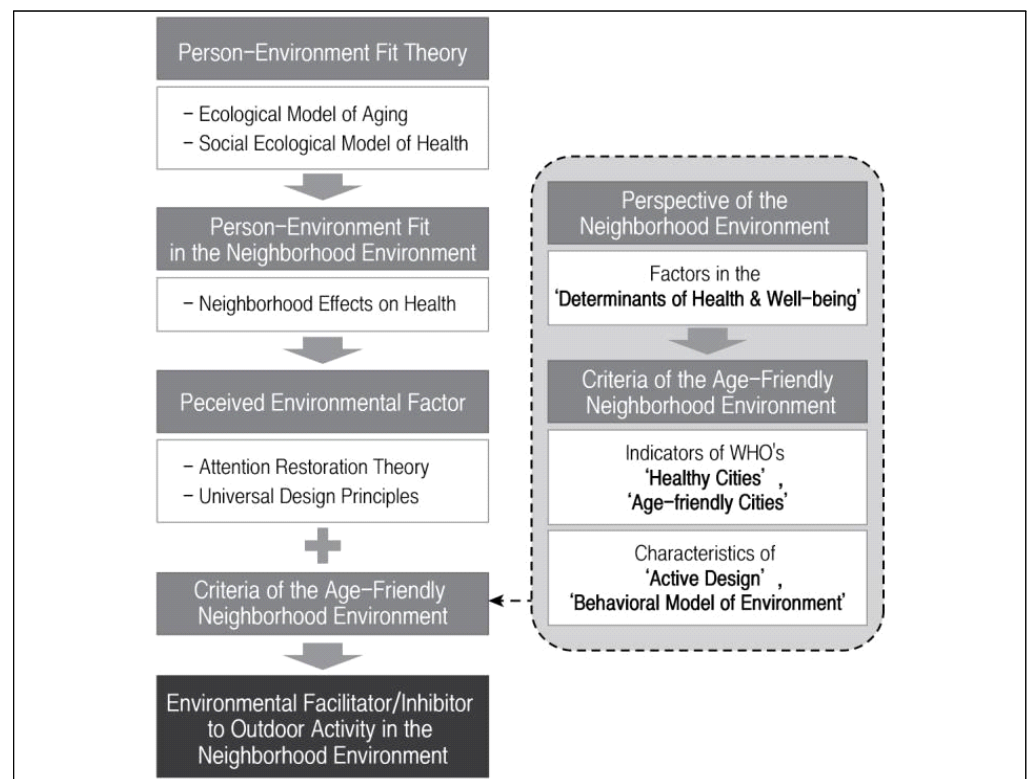 Person-Environment Fit Theory
- Ecological Model of Aging
- Social Ecological Model of Health
Person-Environment Fit
in the Neighborhood Environment
- Neighborhood Effects on Health
Peceived Environmental Factor
- Attention Restoration Theory
- Universal Design Principles
Criteria of the Age-Friendly
Neighborhood Environment
Environmental Facilitator/Inhibitor
to Outdoor Activity in the
Neighborhood Environment
Perspective of the
Neighborhood Environment
Factors in the
‘Determinants of Health & Well-being’
Criteria of the Age-Friendly
Neighborhood Environment
Indicators of WHO's
‘Healthy Cities’ ,
‘Age-friendly Cities’
Characteristics of
‘Active Design’ ,
‘Behavioral Model of Environment’